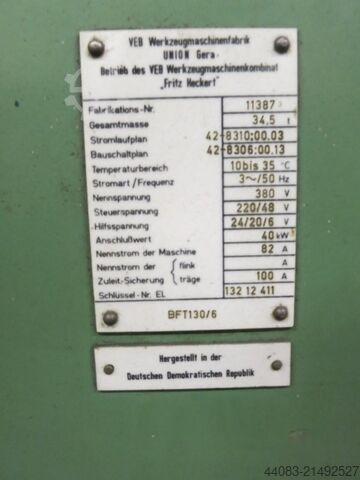 VEB Werkzeugmaschinenfabrik
UNION Gera
Betrieb des VEB Werkzeugmaschinenkombinat
"Fritz Heckert"
Fabrikations-Nr. 11387
Gesamtmasse 34.5 t
Stromlaufplan 42-8310:00.03
Bauschaltplan 42-8306:00.13
Temperaturbereich 10 bis 35 °C
Stromart / Frequenz 3~/50 Hz
Nennspannung 380 V
Steuerspannung 220/48 V
Hilfsspannung 24/20/6 V
Anschlußwert 40 kW
Nennstrom der Maschine 82 A
Nennstrom der { flink A
Zuleit.-Sicherung { träge 100 A
Schlüssel-Nr. EL 132 12 411
BFT130/6
Hergestellt in der
Deutschen Demokratischen Republik
44083-21492527